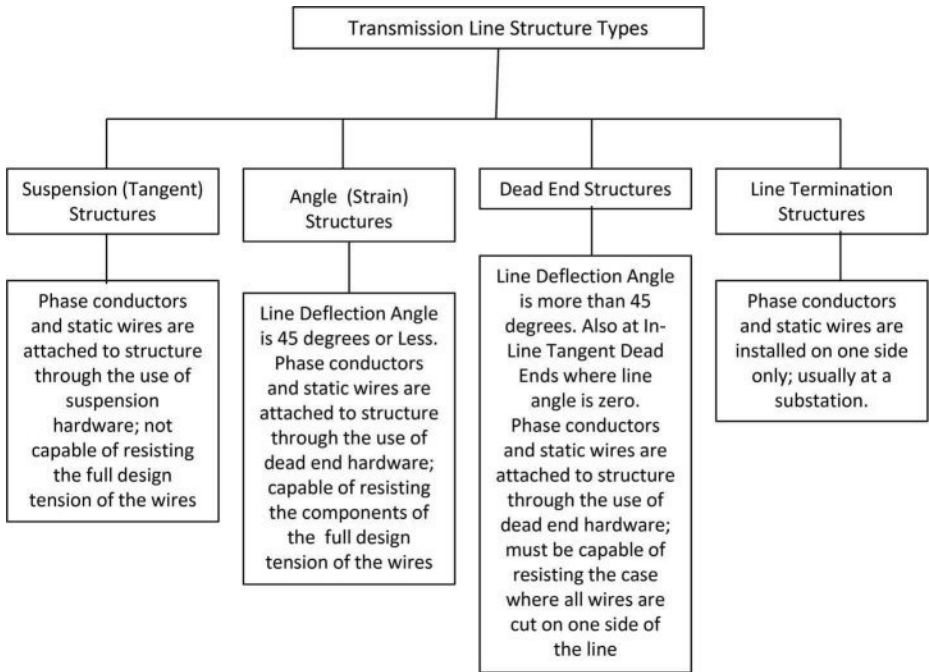 Transmission Line Structure Types
Suspension (Tangent)
Structures
Phase conductors
and static wires are
attached to structure
through the use of
suspension
hardware; not
capable of resisting
the full design
tension of the wires
Angle (Strain)
Structures
Line Deflection Angle
is 45 degrees or Less.
Phase conductors
and static wires are
attached to structure
through the use of
dead end hardware;
capable of resisting
the components of
the full design
tension of the wires
Dead End Structures
Line Deflection Angle
is more than 45
degrees. Also at In-
Line Tangent Dead
Ends where line
angle is zero.
Phase conductors
and static wires are
attached to structure
through the use of
dead end hardware;
must be capable of
resisting the case
where all wires are
cut on one side of
the line
Line Termination
Structures
Phase conductors
and static wires are
installed on one side
only; usually at a
substation.